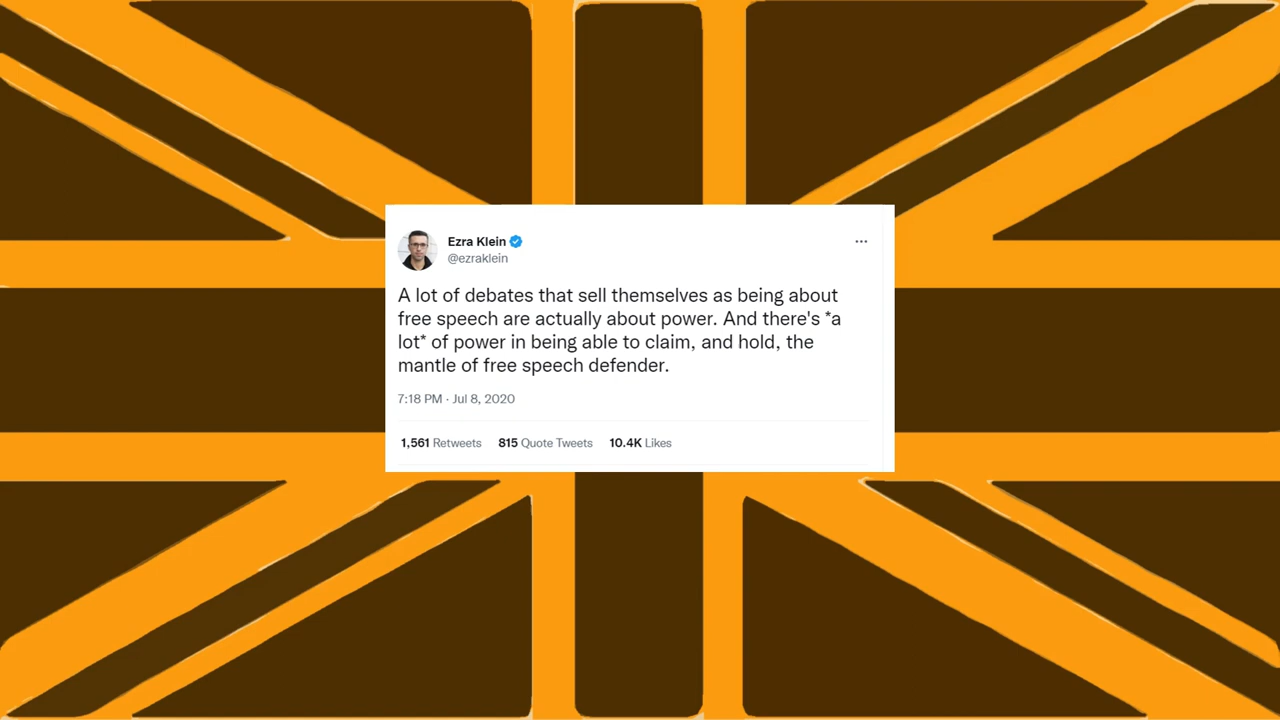 Ezra Klein
@ezraklein
A lot of debates that sell themselves as being about
free speech are actually about power. And there's *a
lot* of power in being able to claim, and hold, the
mantle of free speech defender.
7:18 PM · Jul 8, 2020
1,561 Retweets 815 Quote Tweets 10.4K Likes